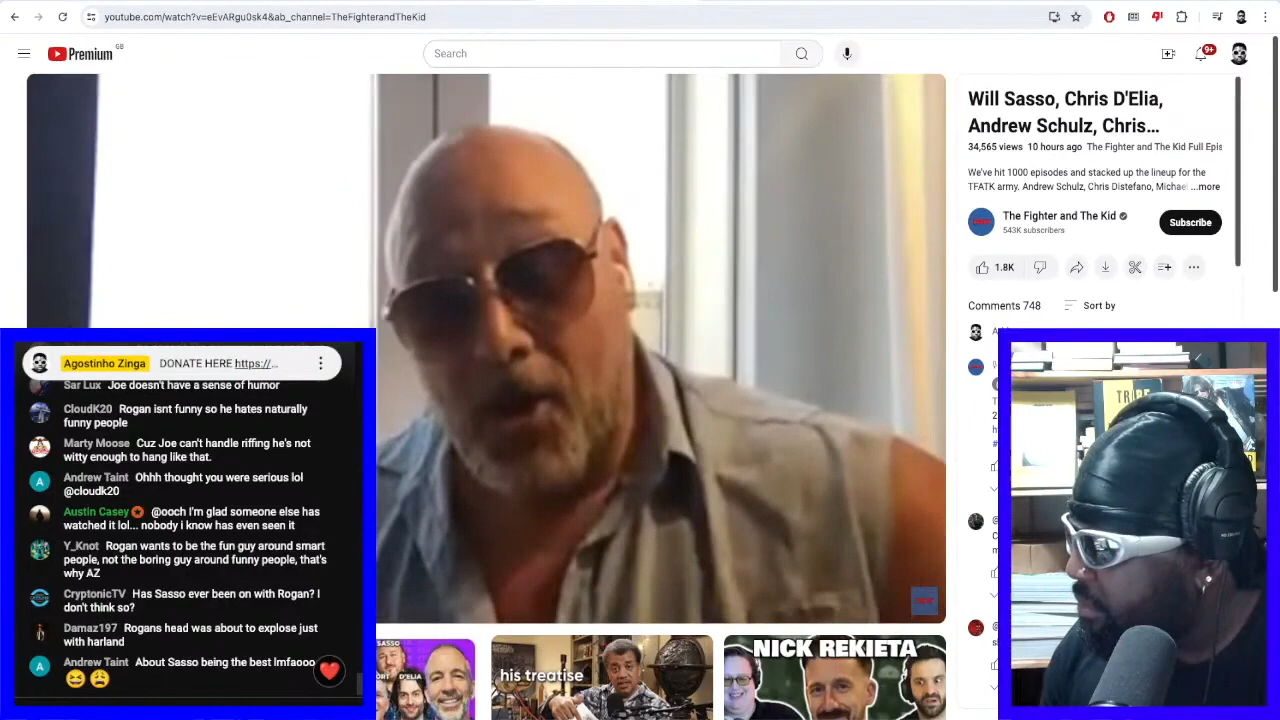 youtube.com/watch?v=eEvARgu0sk4&ab_channel=TheFighterandTheKid
Premium GB
Search
9+
Will Sasso, Chris D'Elia,
Andrew Schulz, Chris...
34,565 views 10 hours ago The Fighter and The Kid Full Epis
We've hit 1000 episodes and stacked up the lineup for the
TFATK army. Andrew Schulz, Chris Distefano, Michae ...more
The Fighter and The Kid
543K subscribers
Subscribe
1.8K
Comments 748
Sort by
Agostinho Zinga DONATE HERE https://...
Sar Lux Joe doesn't have a sense of humor
CloudK20 Rogan isnt funny so he hates naturally
funny people
Marty Moose Cuz Joe can't handle riffing he's not
witty enough to hang like that.
Andrew Taint Ohhh thought you were serious lol
@cloudk20
Austin Casey @ooch I'm glad someone else has
watched it lol... nobody i know has even seen it
Y_Knot Rogan wants to be the fun guy around smart
people, not the boring guy around funny people, that's
why AZ
CryptonicTV Has Sasso ever been on with Rogan? I
don't think so?
Damaz197 Rogans head was about to explose just
with harland
Andrew Taint About Sasso being the best lmfaooo
SASSO
D'ELIA
his treatise
NICK REKIETA